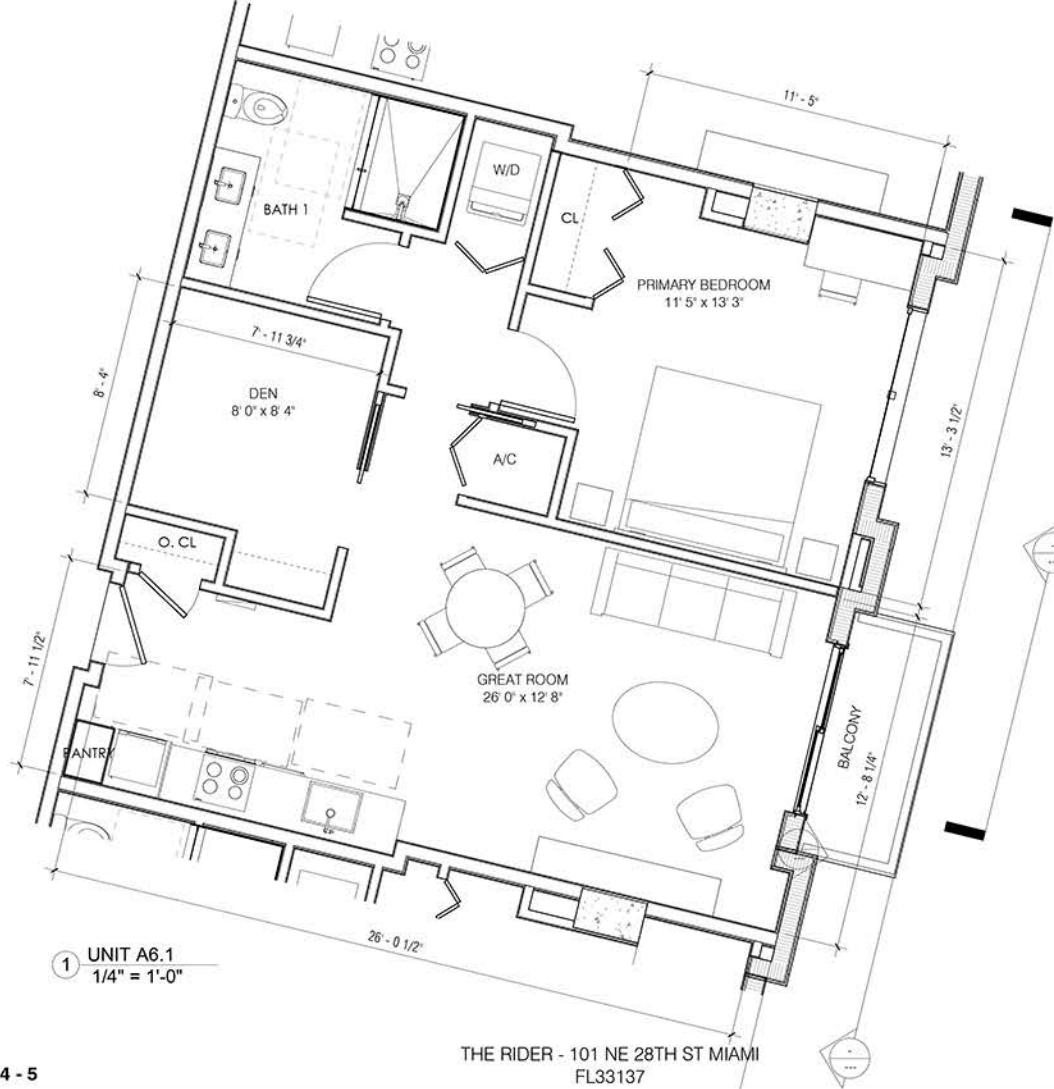 11' - 5"
W/D
BATH 1
CL
PRIMARY BEDROOM
11' 5" x 13' 3"
7' - 11 3/4"
8' - 4"
DEN
8' 0" x 8' 4"
13' - 3 1/2"
A/C
O. CL
7' - 11 1/2"
GREAT ROOM
26' 0" x 12' 8"
BALCONY
12' - 8 1/4"
PANTRY
26' - 0 1/2"
1
UNIT A6.1
1/4" = 1'-0"
THE RIDER - 101 NE 28TH ST MIAMI
FL33137
4 - 5